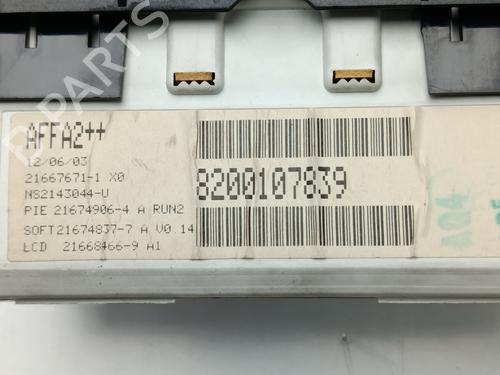 AFFA2++
12/06/03
21667671-1 X0
NS2143044-U
PIE 21674906-4 A RUN2
SOFT21674837-7 A V0.14
LCD 21668466-9 A1
8200107839
B-PARTS